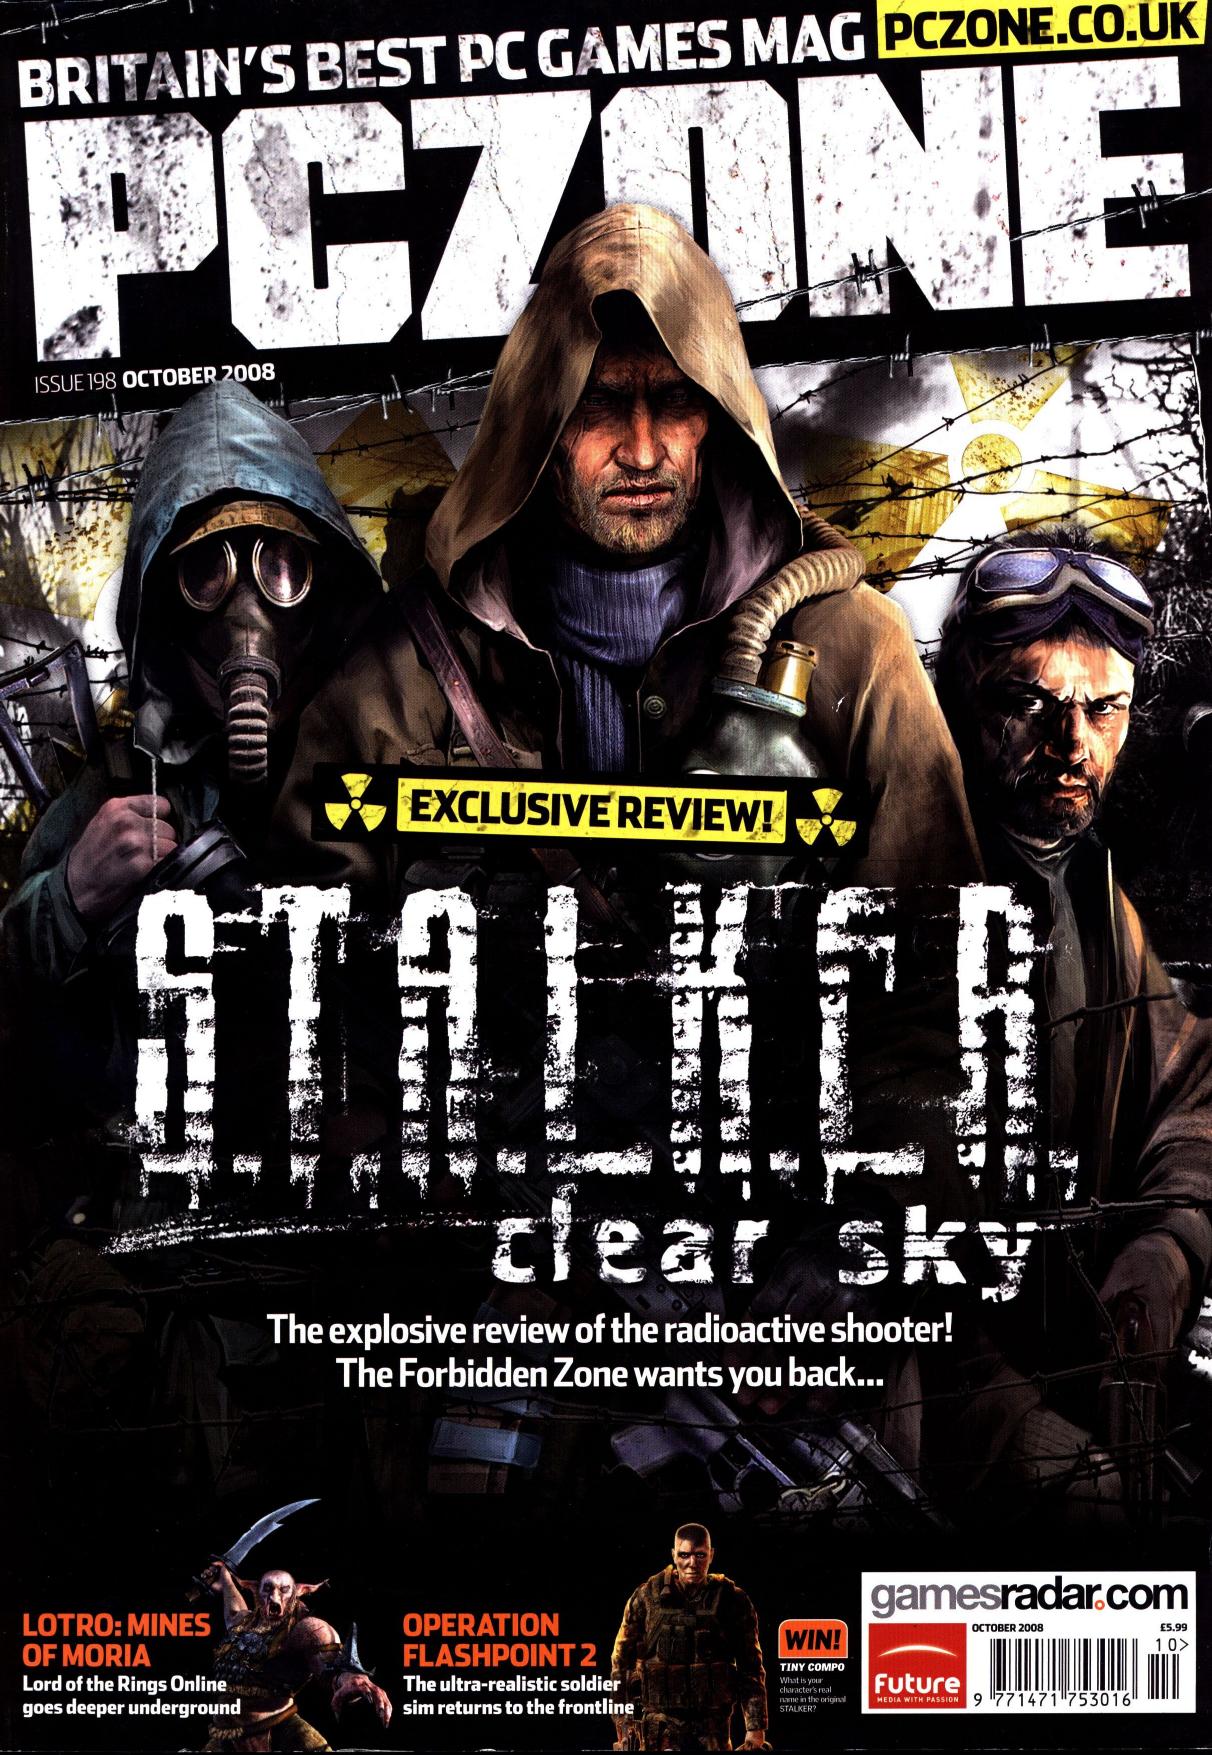 BRITAIN'S BEST PC GAMES MAG
PCZONE.CO.UK
PCZONE
ISSUE 198 OCTOBER 2008
EXCLUSIVE REVIEW!
S.T.A.L.K.E.R.
clear sky
The explosive review of the radioactive shooter!
The Forbidden Zone wants you back...
LOTRO: MINES
OF MORIA
Lord of the Rings Online
goes deeper underground
OPERATION
FLASHPOINT 2
The ultra-realistic soldier
sim returns to the frontline
WIN!
TINY COMPO
What is your
character's real
name in the original
STALKER?
gamesradar.com
OCTOBER 2008 £5.99
Future
MEDIA WITH PASSION
10>
9 771471 753016